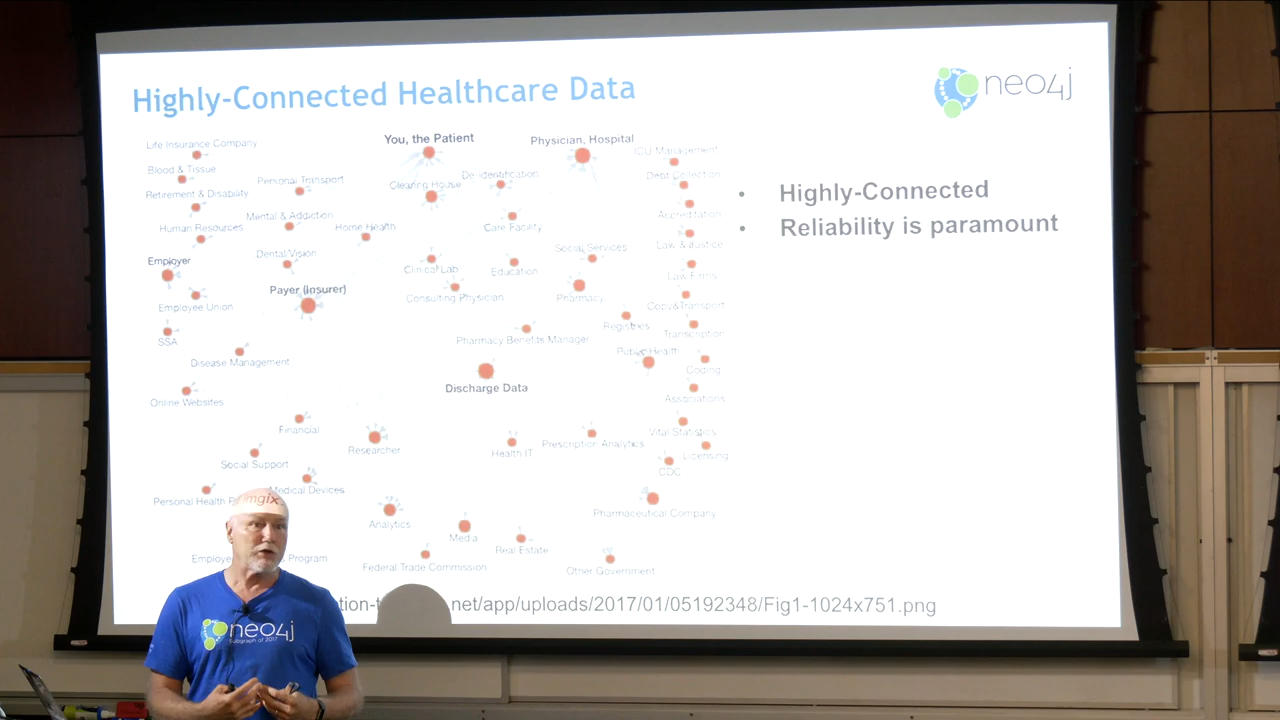 Highly-Connected Healthcare Data
neo4j
Life Insurance Company
You, the Patient
Physician, Hospital
ICU Management
Blood & Tissue
Personal Transport
Clearing House
De-identification
Debt Collection
Retirement & Disability
Mental & Addiction
Care Facility
Accreditation
Human Resources
Home Health
Social Services
Law & Justice
Employer
Dental/Vision
Clinical Lab
Education
Law Firms
Payer (Insurer)
Consulting Physician
Pharmacy
Copy&Transport
Employee Union
Registries
Transcription
SSA
Pharmacy Benefits Manager
Public Health
Disease Management
Coding
Discharge Data
Online Websites
Associations
Financial
Vital Statistics
Researcher
Health IT
Prescription Analytics
Licensing
Social Support
CDC
Personal Health
Medical Devices
Analytics
Pharmaceutical Company
Media
Real Estate
Program
Federal Trade Commission
Other Government
• Highly-Connected
• Reliability is paramount
net/app/uploads/2017/01/05192348/Fig1-1024x751.png
imgix
neo4j
Subgraph of 2017